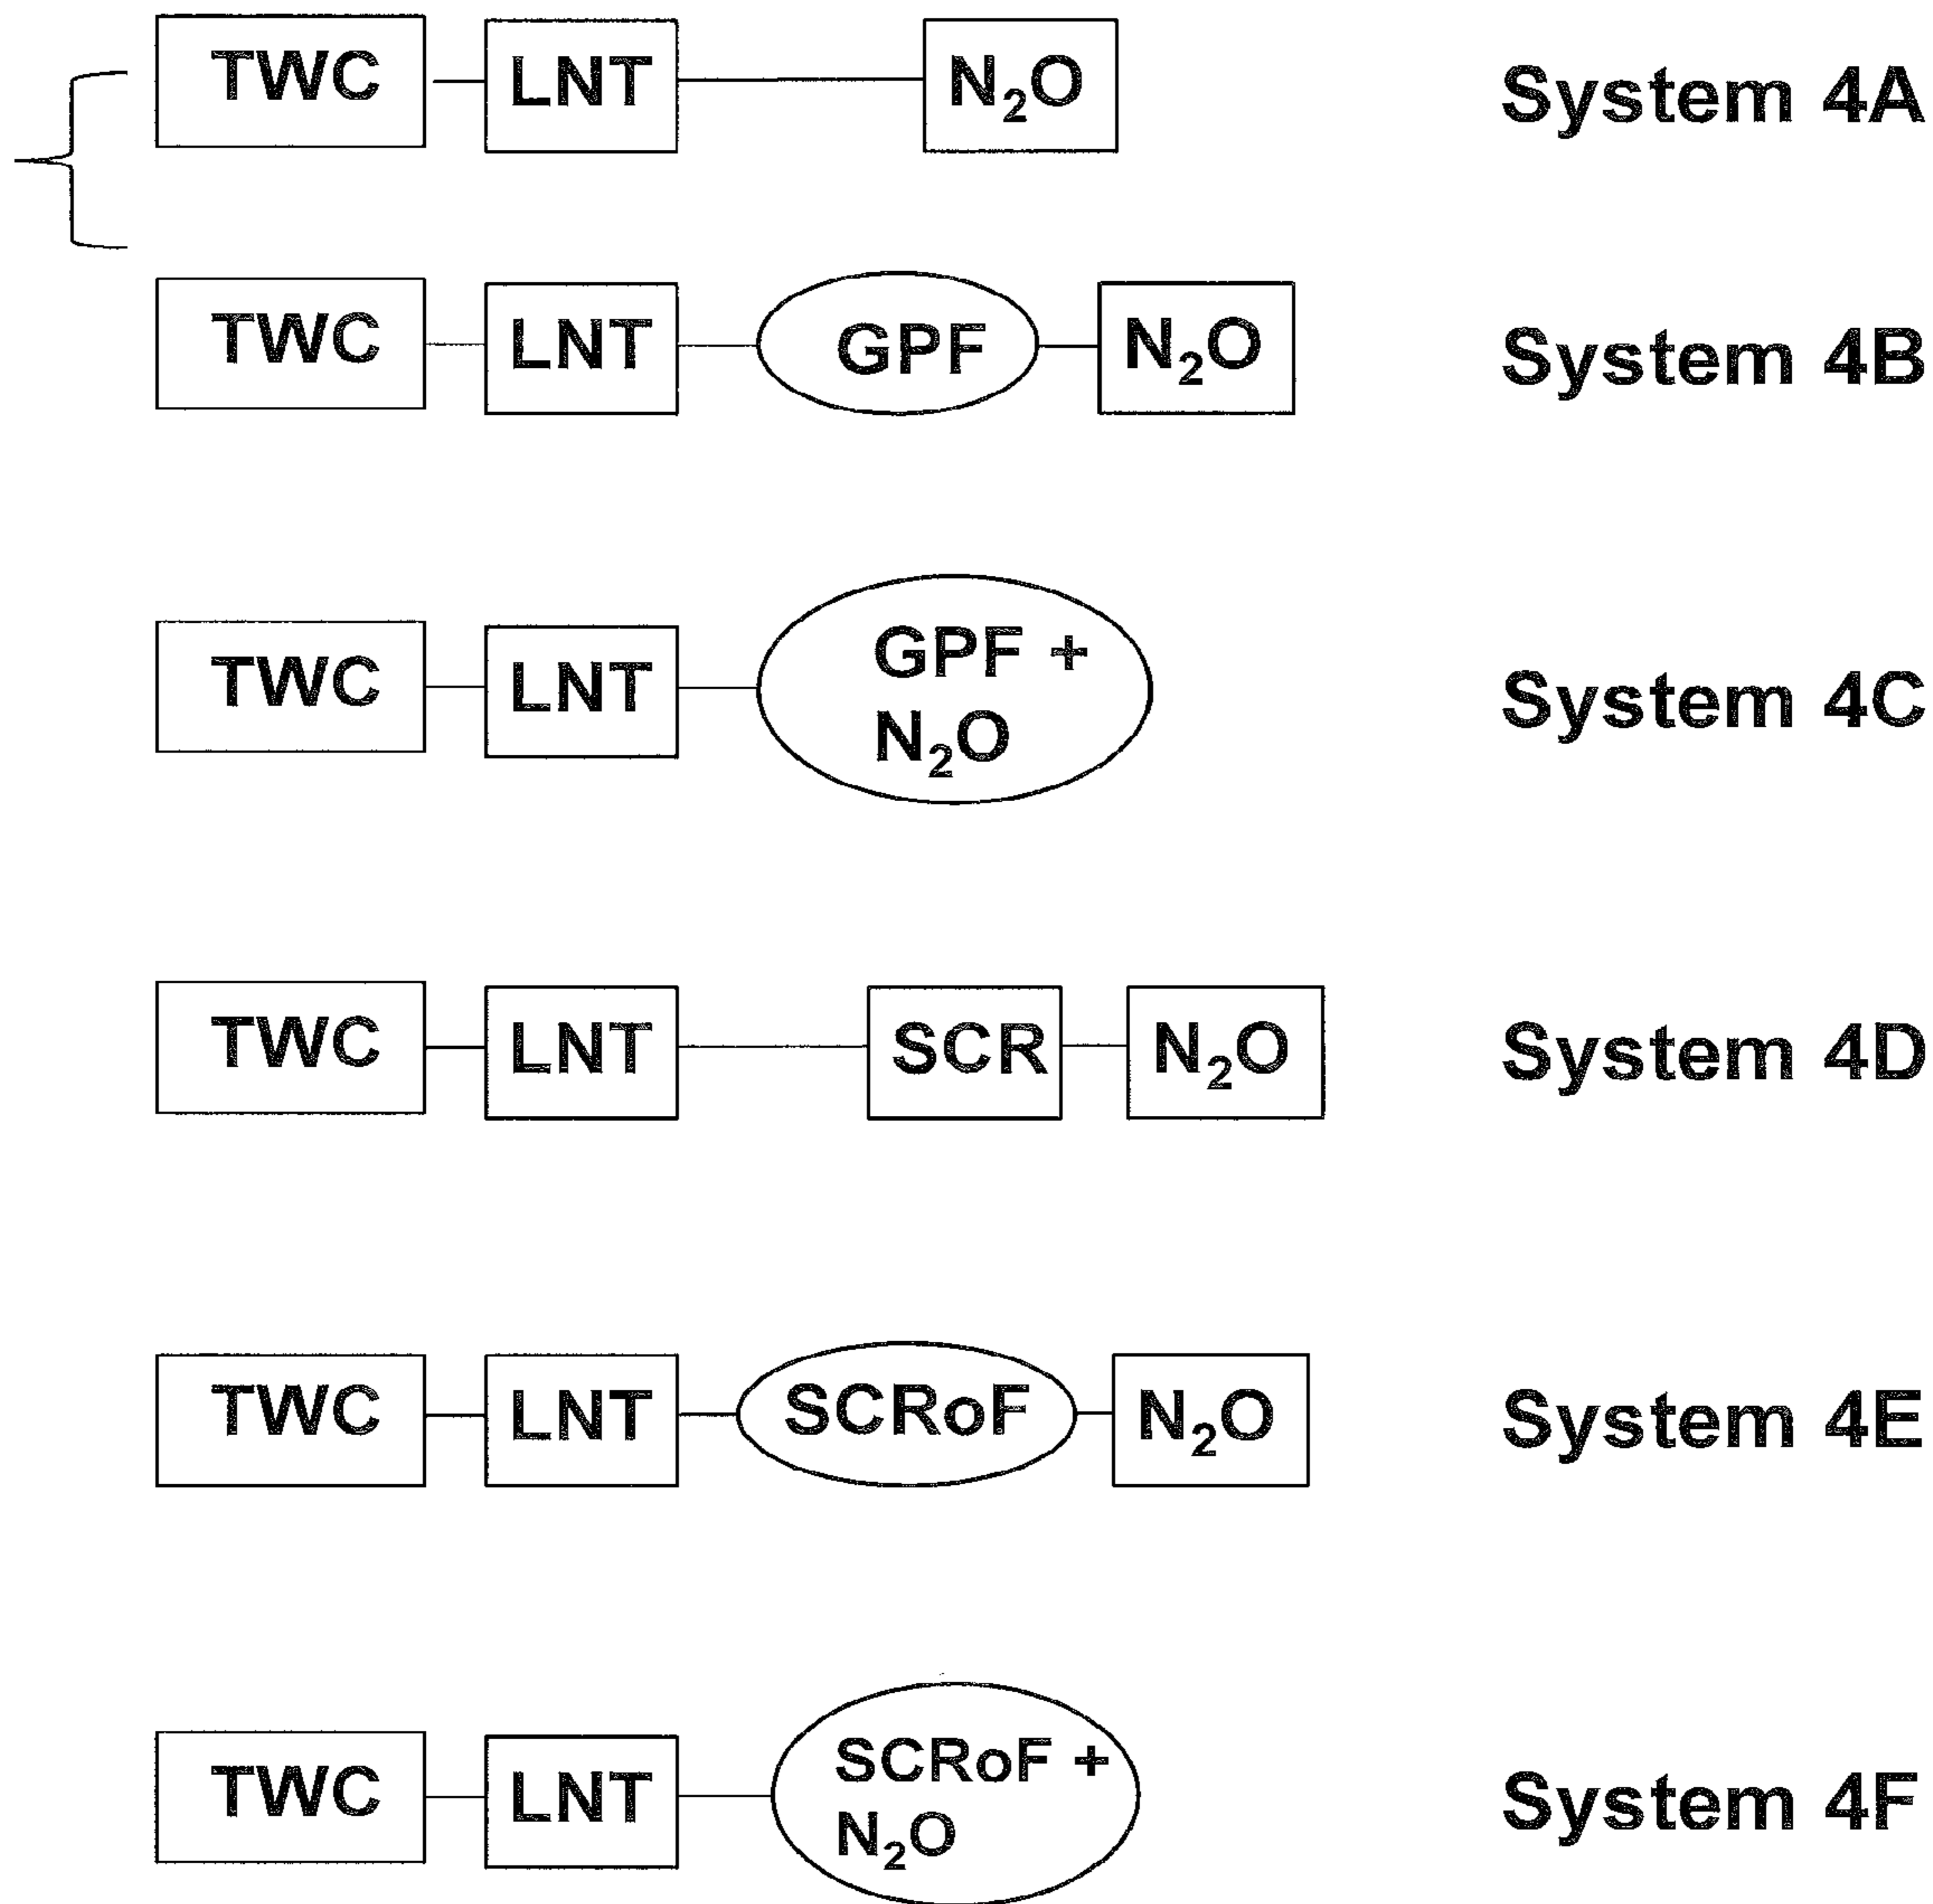 TWC LNT N₂O System 4A
TWC LNT GPF N₂O System 4B
TWC LNT GPF + N₂O System 4C
TWC LNT SCR N₂O System 4D
TWC LNT SCRoF N₂O System 4E
TWC LNT SCRoF + N₂O System 4F